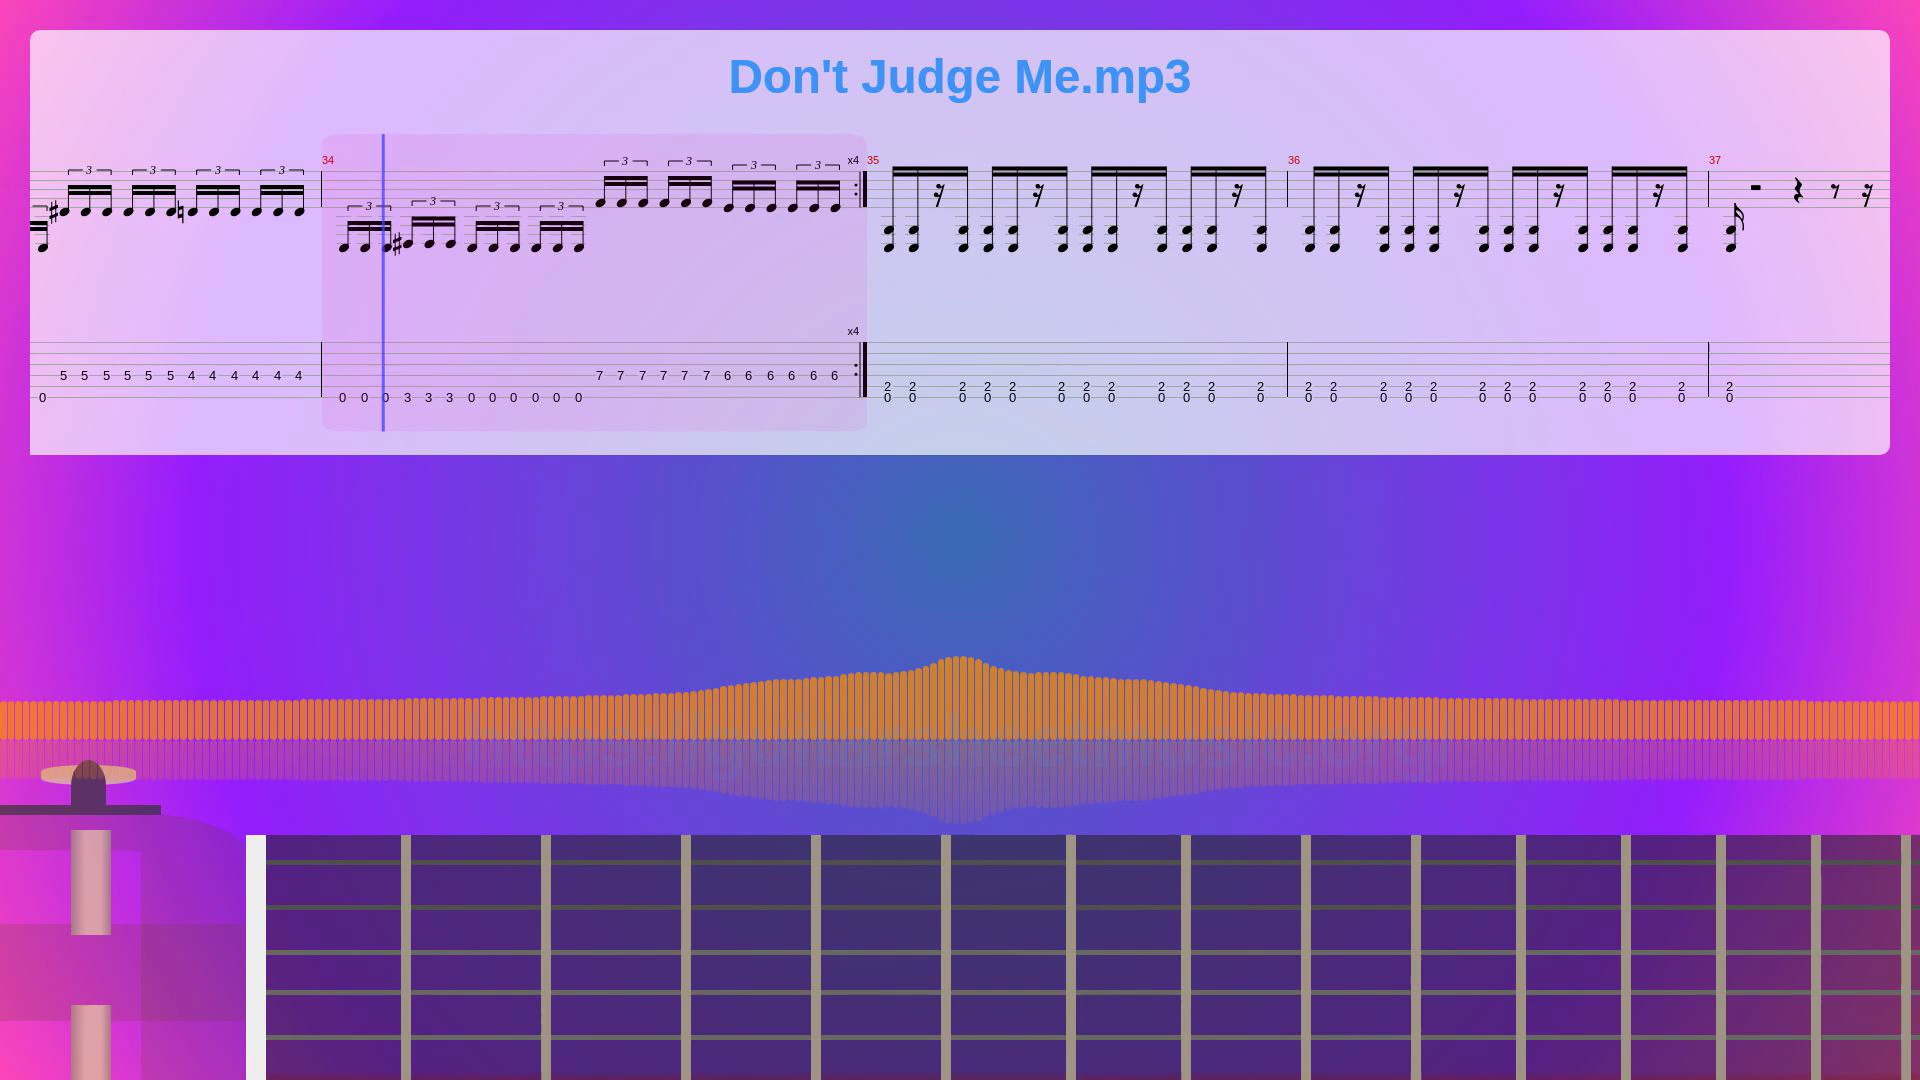 Don't Judge Me.mp3
3 3 3 3 34 3 3 3 3 3 3 3 3 x4 35 36 37
x4
5 5 5 5 5 5 4 4 4 4 4 4 7 7 7 7 7 7 6 6 6 6 6 6
2 2 2 2 2 2 2 2 2 2 2 2 2 2 2 2 2 2 2 2 2 2 2
0 0 0 0 3 3 3 0 0 0 0 0 0 0 0 0 0 0 0 0 0 0 0 0 0 0 0 0 0 0 0 0 0 0 0 0